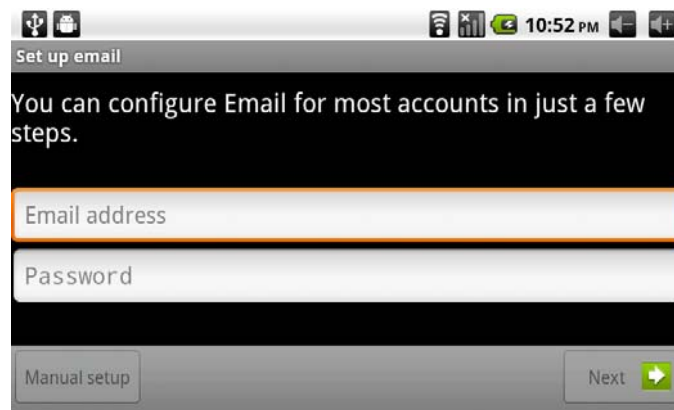 10:52 PM
Set up email
You can configure Email for most accounts in just a few
steps.
Email address
Password
Manual setup
Next